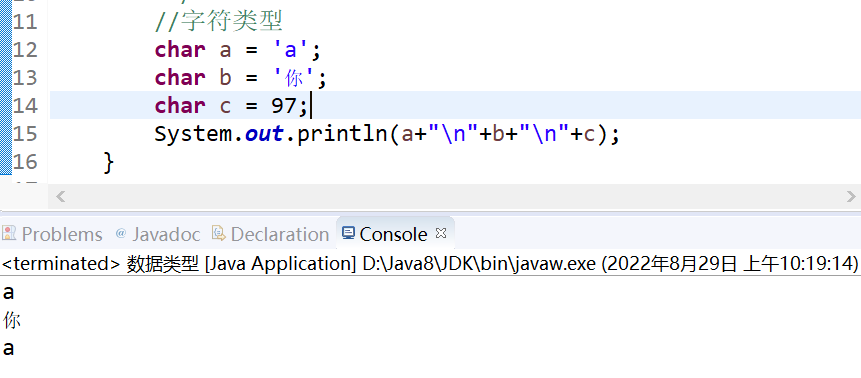 11 //字符类型
12 char a = 'a';
13 char b = '你';
14 char c = 97;
15 System.out.println(a+"\n"+b+"\n"+c);
16 }
Problems @ Javadoc Declaration Console
<terminated> 数据类型 [Java Application] D:\Java8\JDK\bin\javaw.exe (2022年8月29日 上午10:19:14)
a
你
a